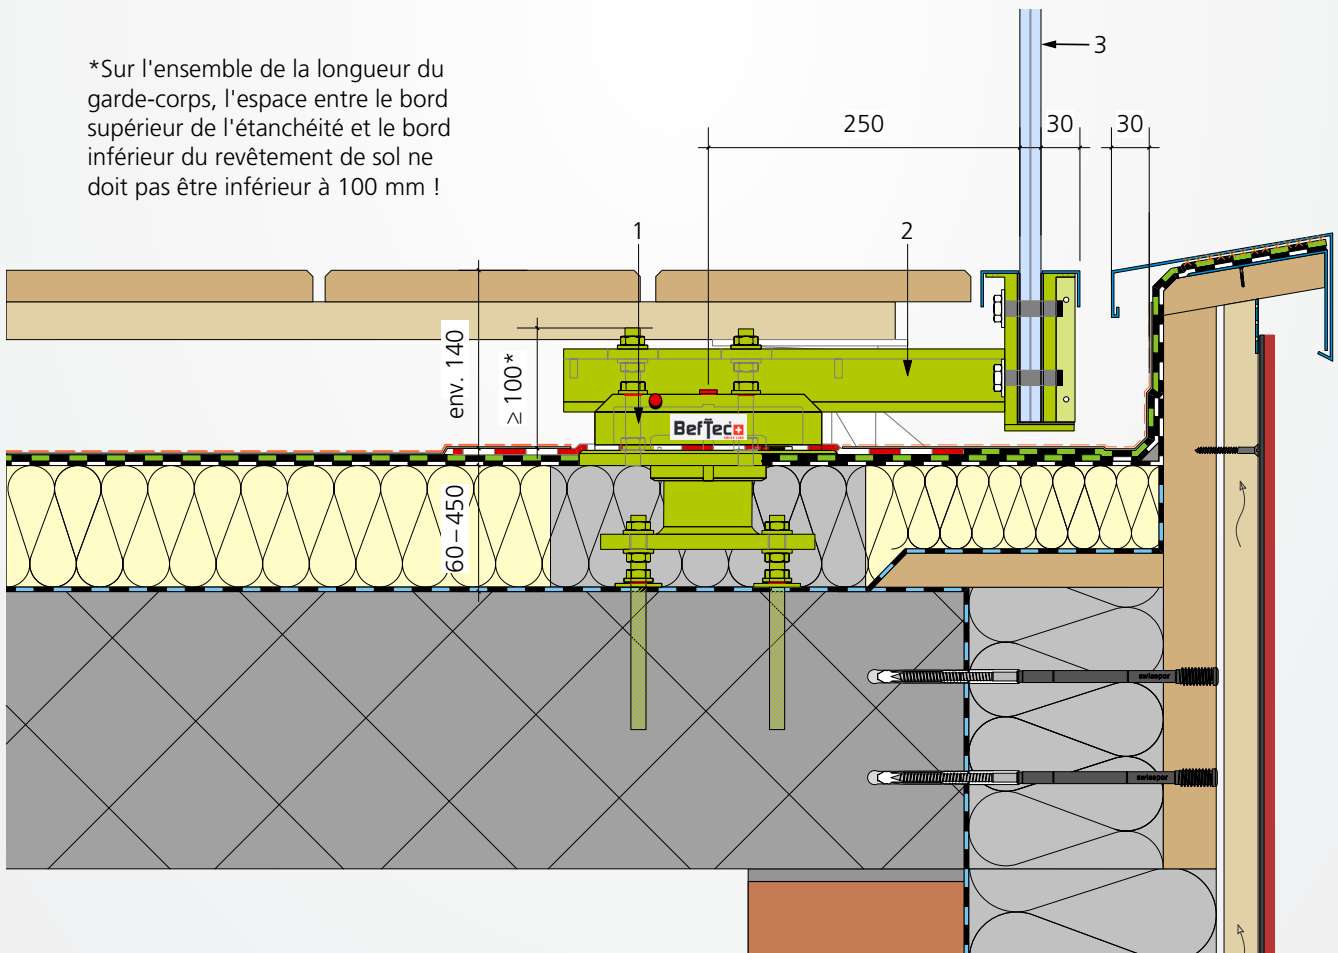 *Sur l'ensemble de la longueur du
garde-corps, l'espace entre le bord
supérieur de l'étanchéité et le bord
inférieur du revêtement de sol ne
doit pas être inférieur à 100 mm !
3
250
30
30
1
2
env. 140
≥ 100*
BefTec
60–450
swisspor
swisspor